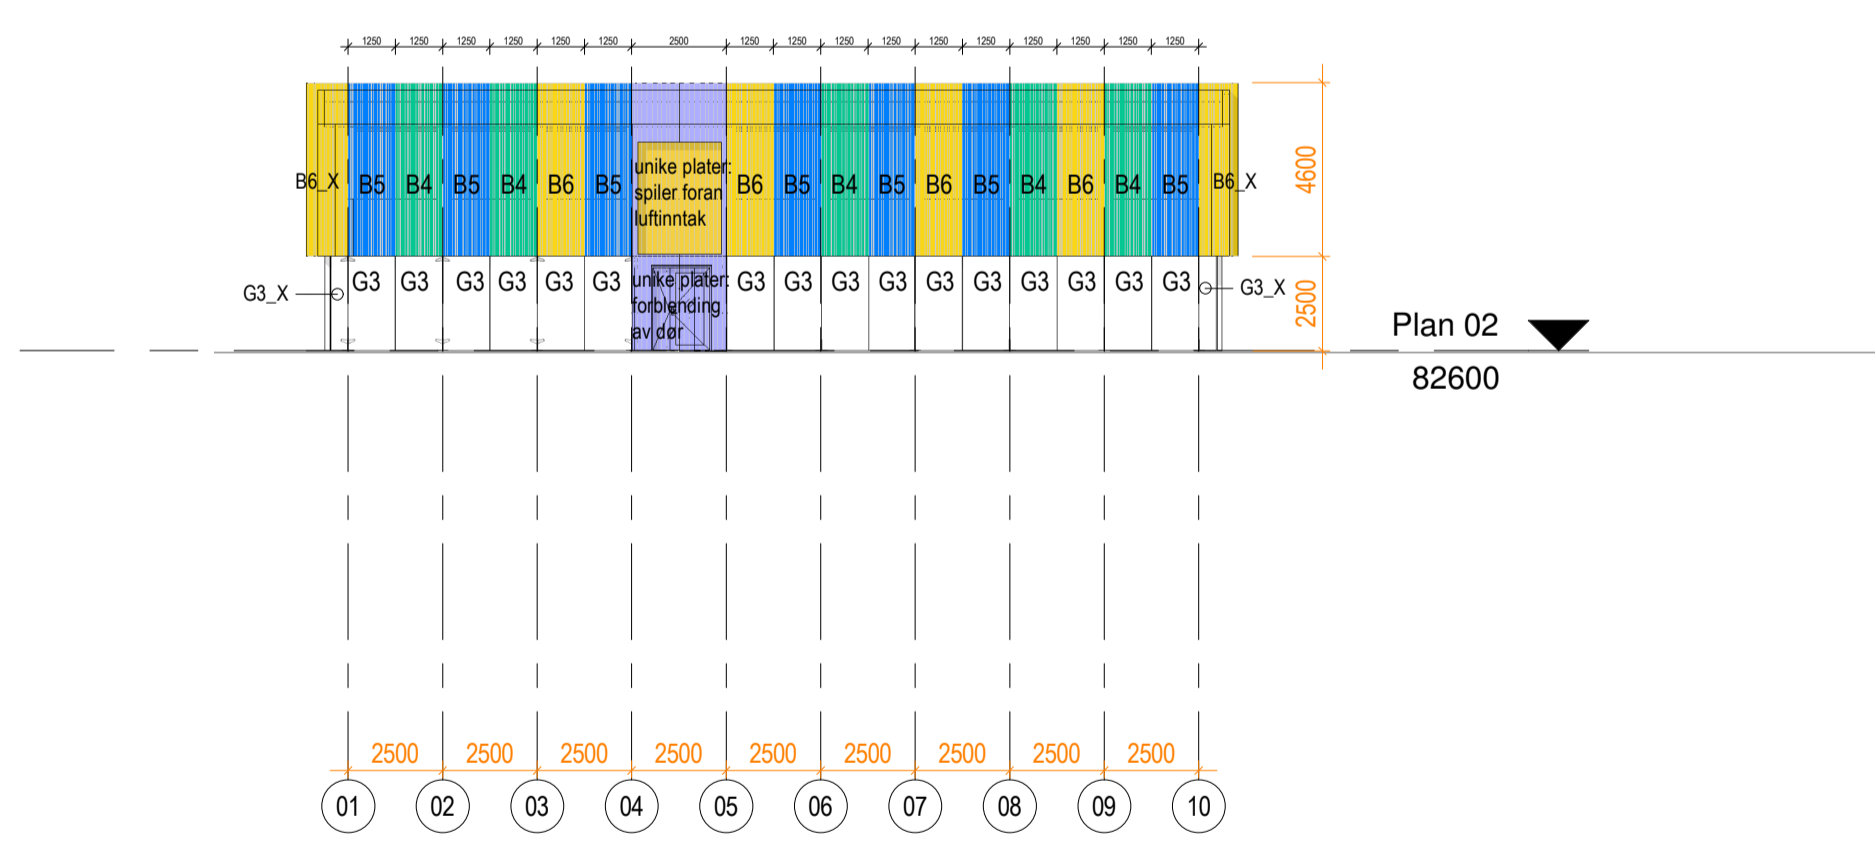 1250 1250 1250 1250 1250 1250 2500 1250 1250 1250 1250 1250 1250 1250 1250 1250 1250
B6_X B5 B4 B5 B4 B6 B5
unike plater:
spiler foran
luftinntak
B6 B5 B4 B5 B6 B5 B4 B6 B4 B5 B6_X
4600
G3_X G3 G3 G3 G3 G3 G3
unike plater:
forblending
av dør
G3 G3 G3 G3 G3 G3 G3 G3 G3 G3 G3_X
2500
Plan 02
82600
2500 2500 2500 2500 2500 2500 2500 2500 2500
01 02 03 04 05 06 07 08 09 10